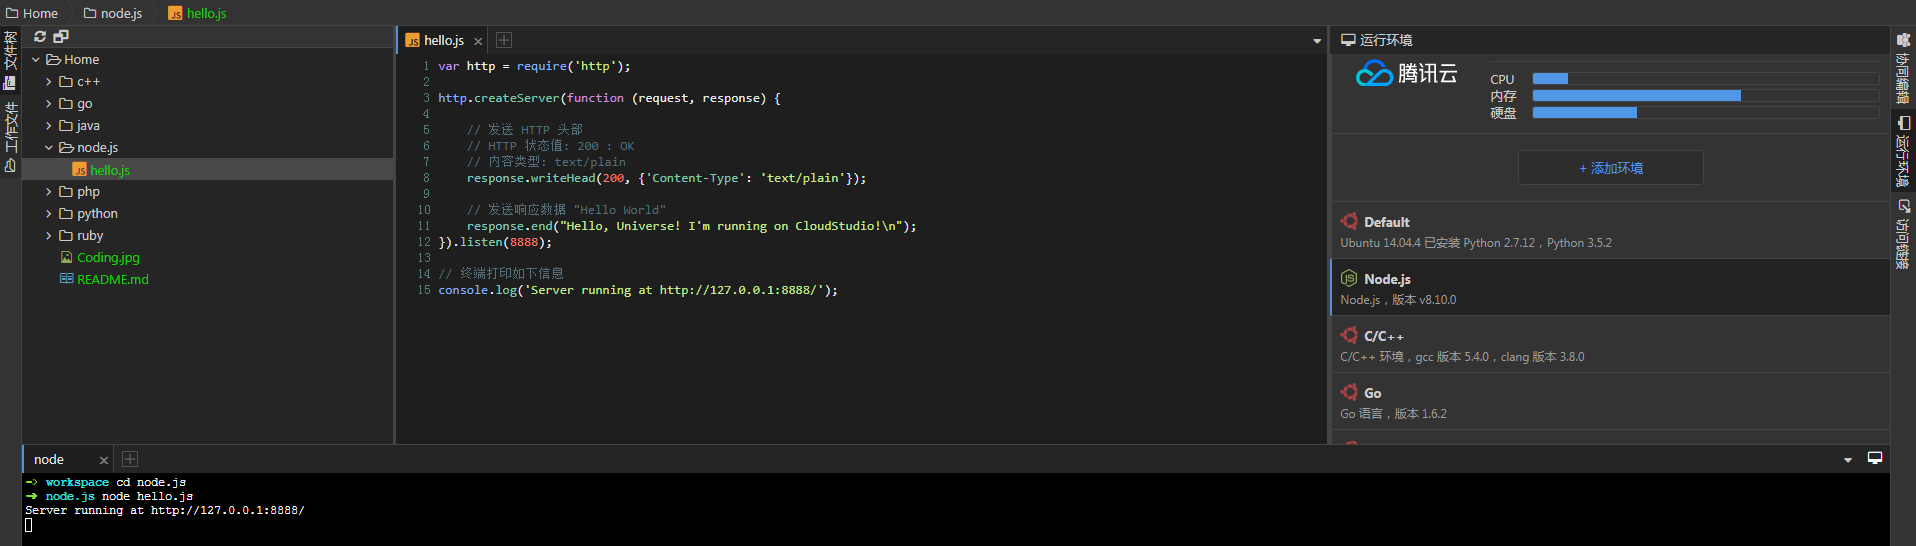 Home node.js hello.js
文件树
工作文件
Home
c++
go
java
node.js
hello.js
php
python
ruby
Coding.jpg
README.md
JS hello.js ×
1 var http = require('http');
2
3 http.createServer(function (request, response) {
4
5 // 发送 HTTP 头部
6 // HTTP 状态值: 200 : OK
7 // 内容类型: text/plain
8 response.writeHead(200, {'Content-Type': 'text/plain'});
9
10 // 发送响应数据 "Hello World"
11 response.end("Hello, Universe! I'm running on CloudStudio!\n");
12 }).listen(8888);
13
14 // 终端打印如下信息
15 console.log('Server running at http://127.0.0.1:8888/');
运行环境
腾讯云
CPU
内存
硬盘
+ 添加环境
Default
Ubuntu 14.04.4 已安装 Python 2.7.12，Python 3.5.2
Node.js
Node.js，版本 v8.10.0
C/C++
C/C++ 环境，gcc 版本 5.4.0，clang 版本 3.8.0
Go
Go 语言，版本 1.6.2
协同编辑
运行环境
访问链接
node ×
→ workspace cd node.js
→ node.js node hello.js
Server running at http://127.0.0.1:8888/